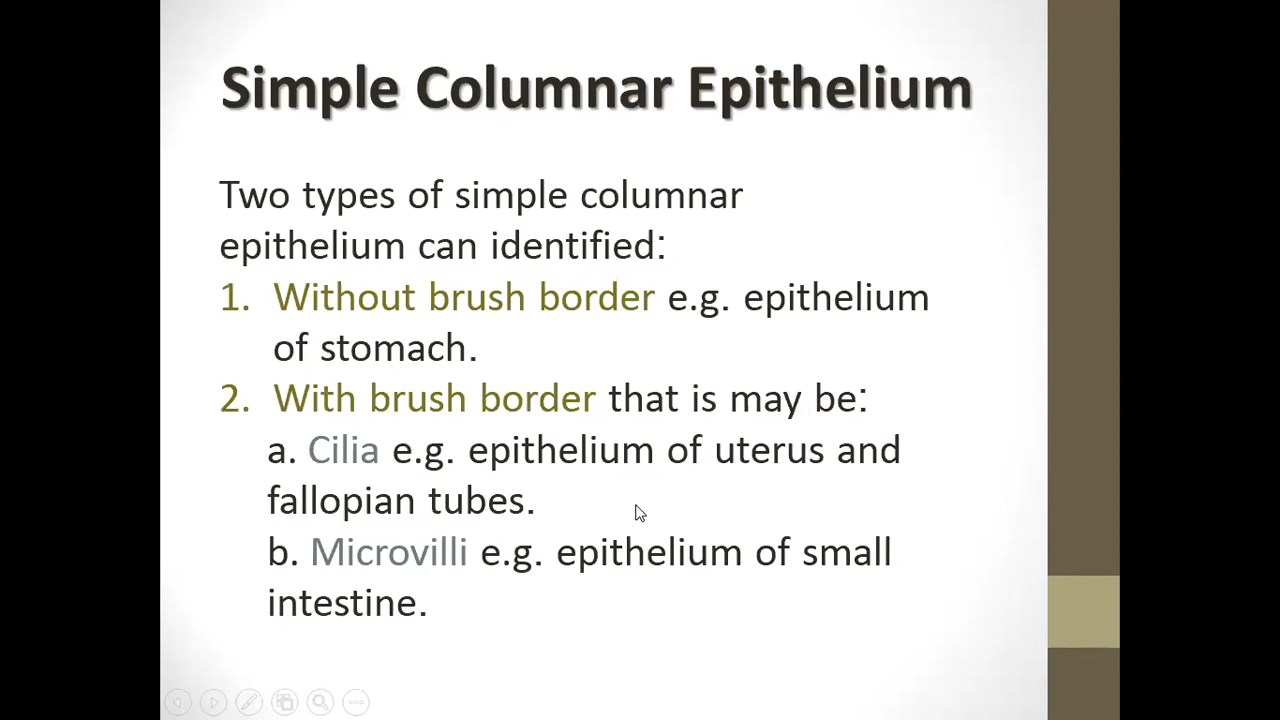 Simple Columnar Epithelium
Two types of simple columnar
epithelium can identified:
1. Without brush border e.g. epithelium
of stomach.
2. With brush border that is may be:
a. Cilia e.g. epithelium of uterus and
fallopian tubes.
b. Microvilli e.g. epithelium of small
intestine.